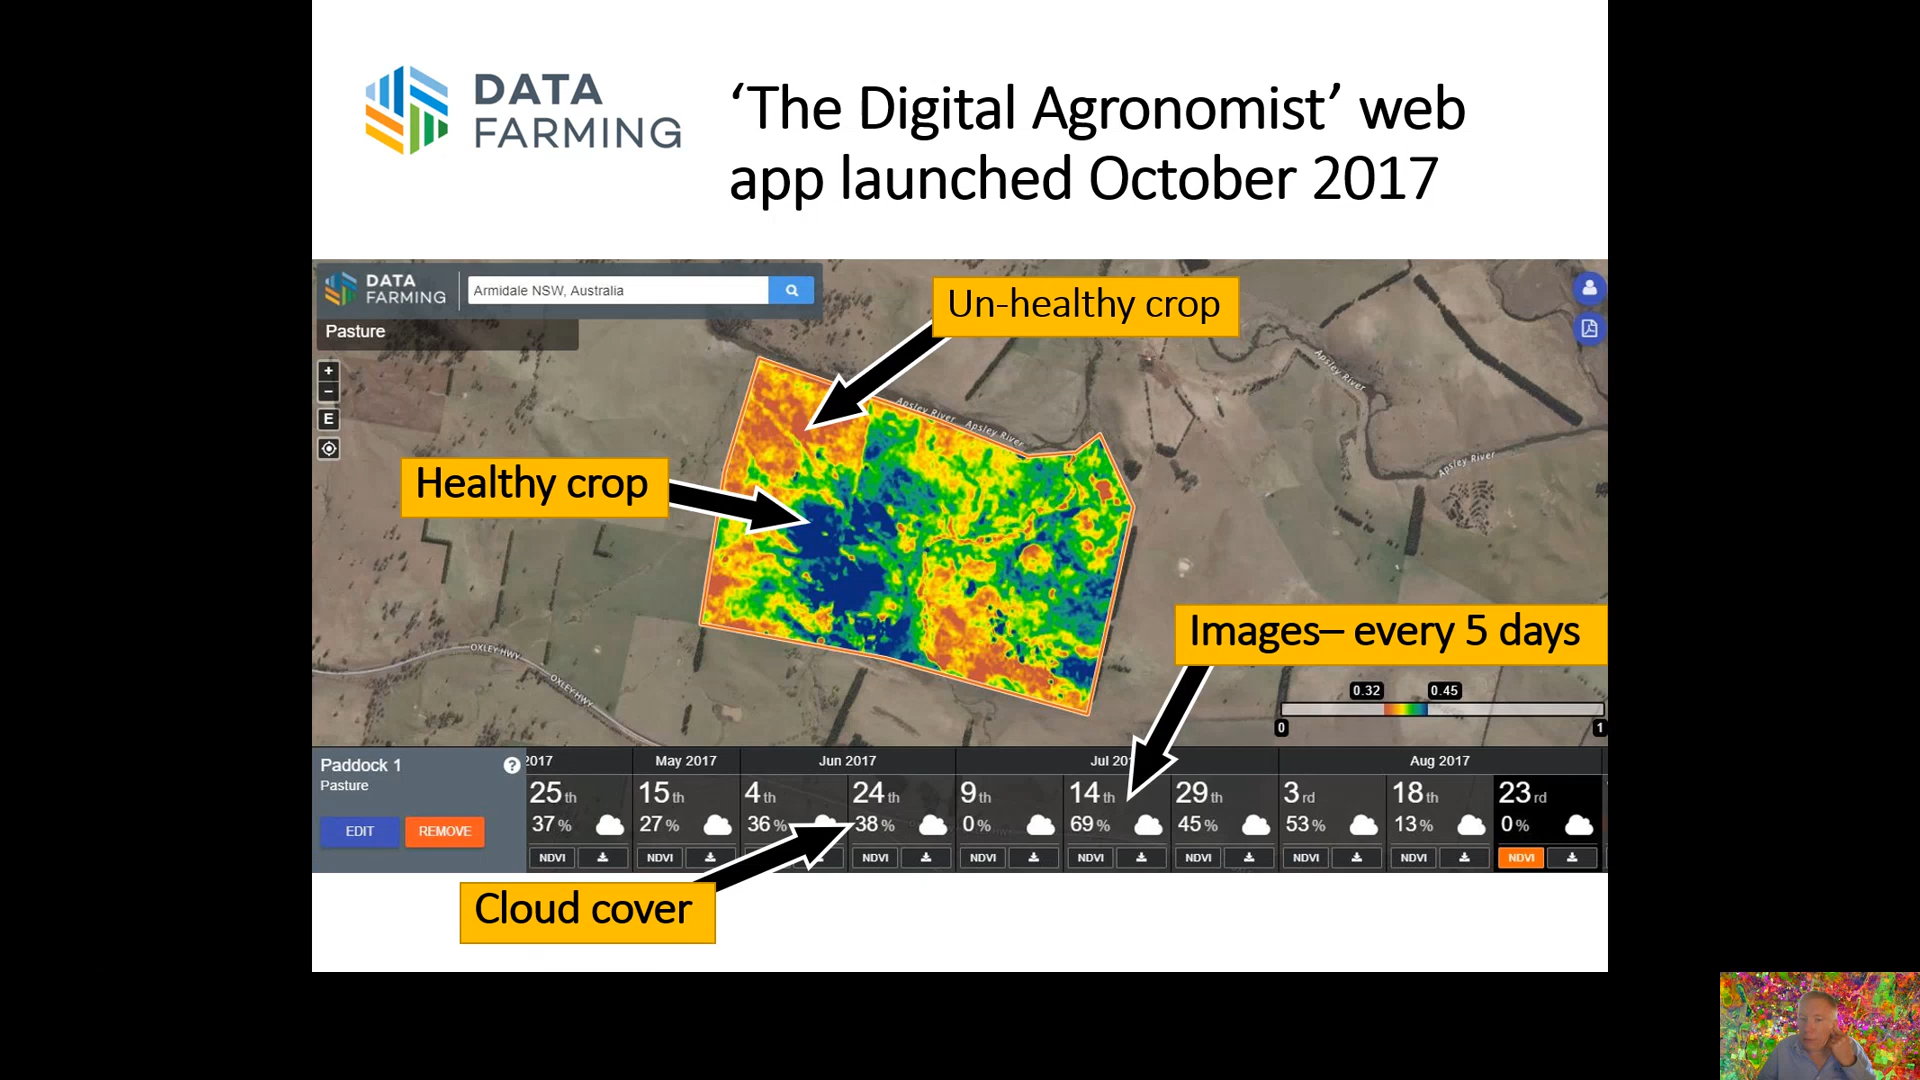 DATA
FARMING
‘The Digital Agronomist’ web
app launched October 2017
DATA
FARMING
Armidale NSW, Australia
Pasture
+
−
E
Un-healthy crop
Healthy crop
Apsley River
Apsley River
Apsley River
Apsley River
OXLEY HWY
OXLEY HWY
Images– every 5 days
0.32 0.45
0 1
Paddock 1 ?
Pasture
EDIT REMOVE
2017 May 2017 Jun 2017 Jul 20 Aug 2017
25th 15th 4th 24th 9th 14th 29th 3rd 18th 23rd
37% 27% 36% 38% 0% 69% 45% 53% 13% 0%
NDVI NDVI NDVI NDVI NDVI NDVI NDVI NDVI NDVI
Cloud cover